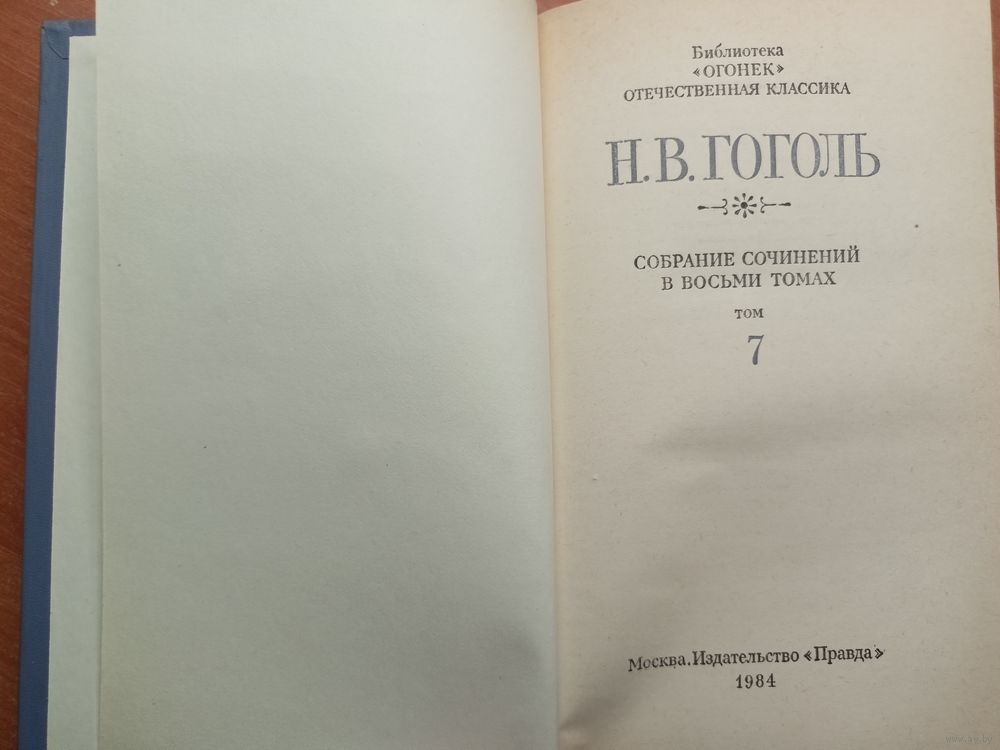 Библиотека
«ОГОНЕК»
ОТЕЧЕСТВЕННАЯ КЛАССИКА
Н.В.ГОГОЛЬ
СОБРАНИЕ СОЧИНЕНИЙ
В ВОСЬМИ ТОМАХ
ТОМ
7
Москва.Издательство «Правда»
1984